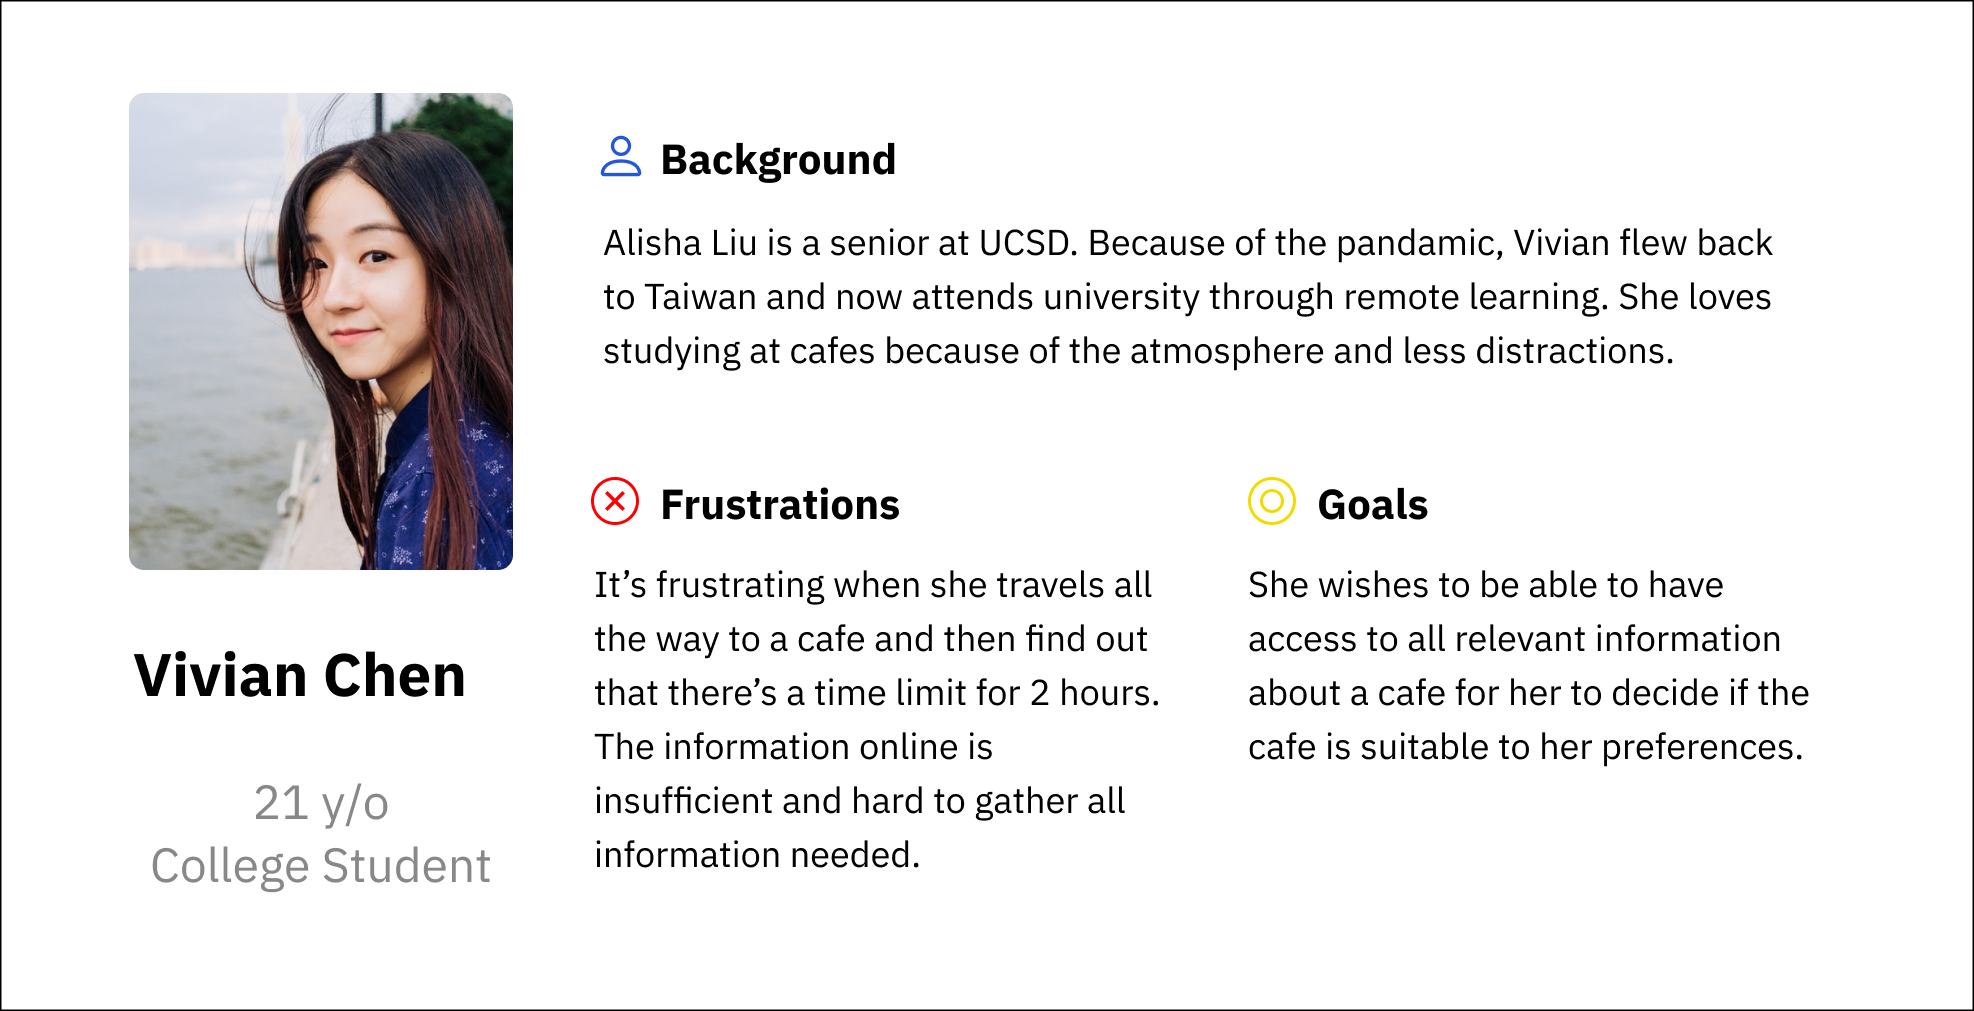 Background
Alisha Liu is a senior at UCSD. Because of the pandamic, Vivian flew back
to Taiwan and now attends university through remote learning. She loves
studying at cafes because of the atmosphere and less distractions.
Vivian Chen
21 y/o
College Student
Frustrations
It’s frustrating when she travels all
the way to a cafe and then find out
that there’s a time limit for 2 hours.
The information online is
insufficient and hard to gather all
information needed.
Goals
She wishes to be able to have
access to all relevant information
about a cafe for her to decide if the
cafe is suitable to her preferences.